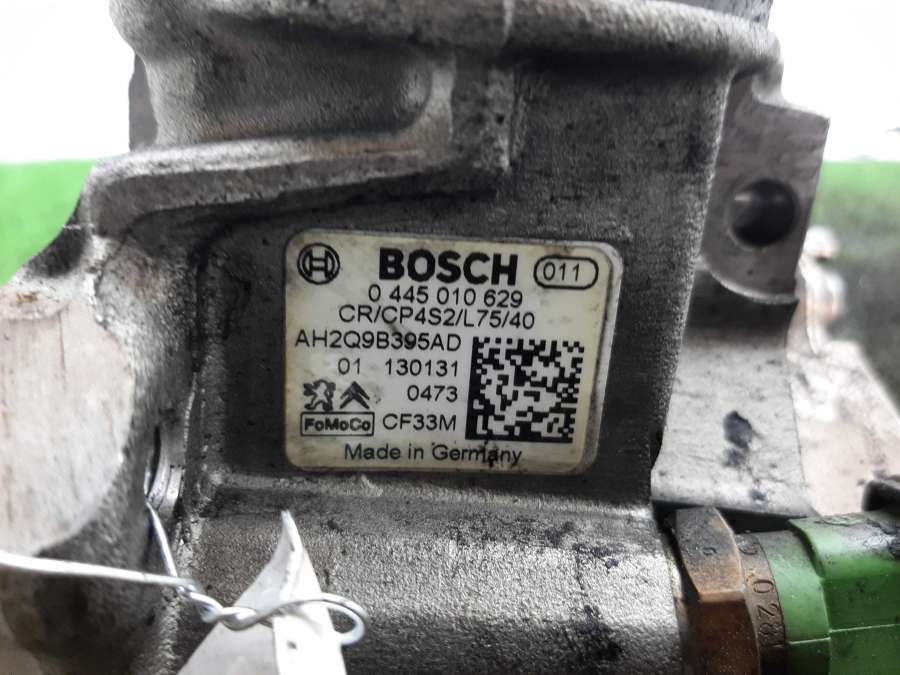 BOSCH 011
0 445 010 629
CR/CP4S2/L75/40
AH2Q9B395AD
01 130131
0473
FoMoCo CF33M
Made in Germany